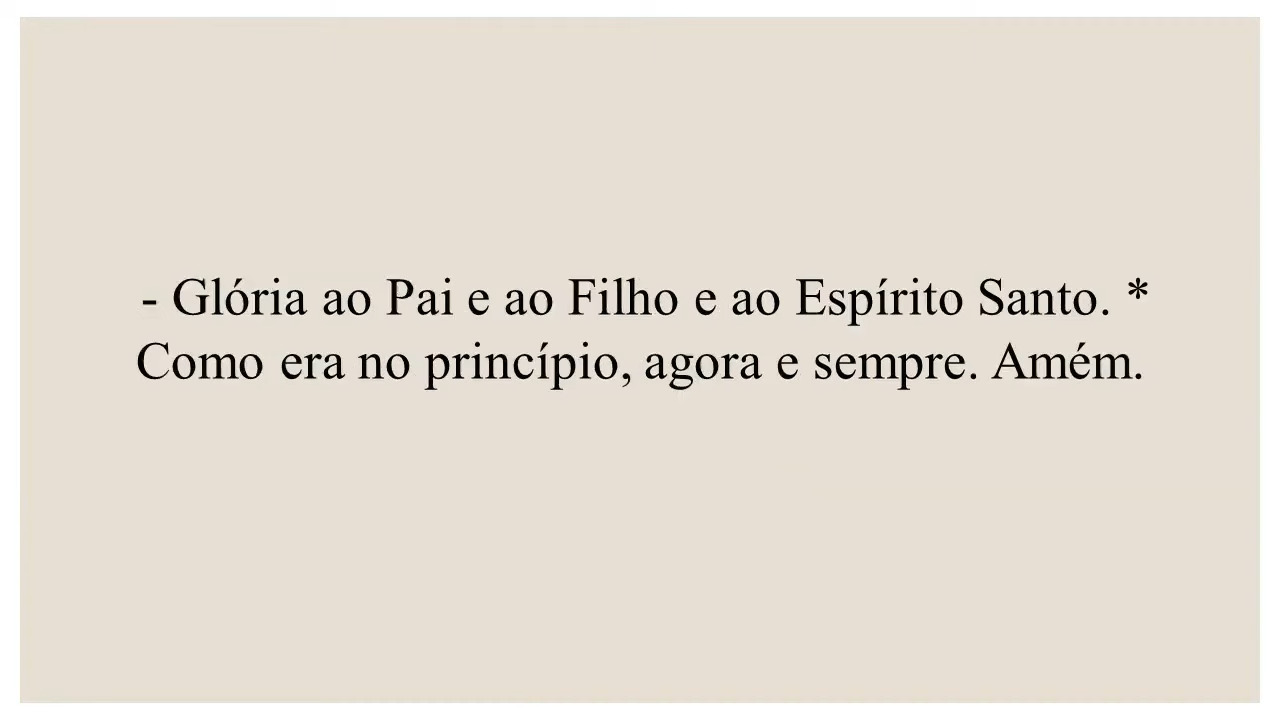 - Glória ao Pai e ao Filho e ao Espírito Santo. *
Como era no princípio, agora e sempre. Amém.